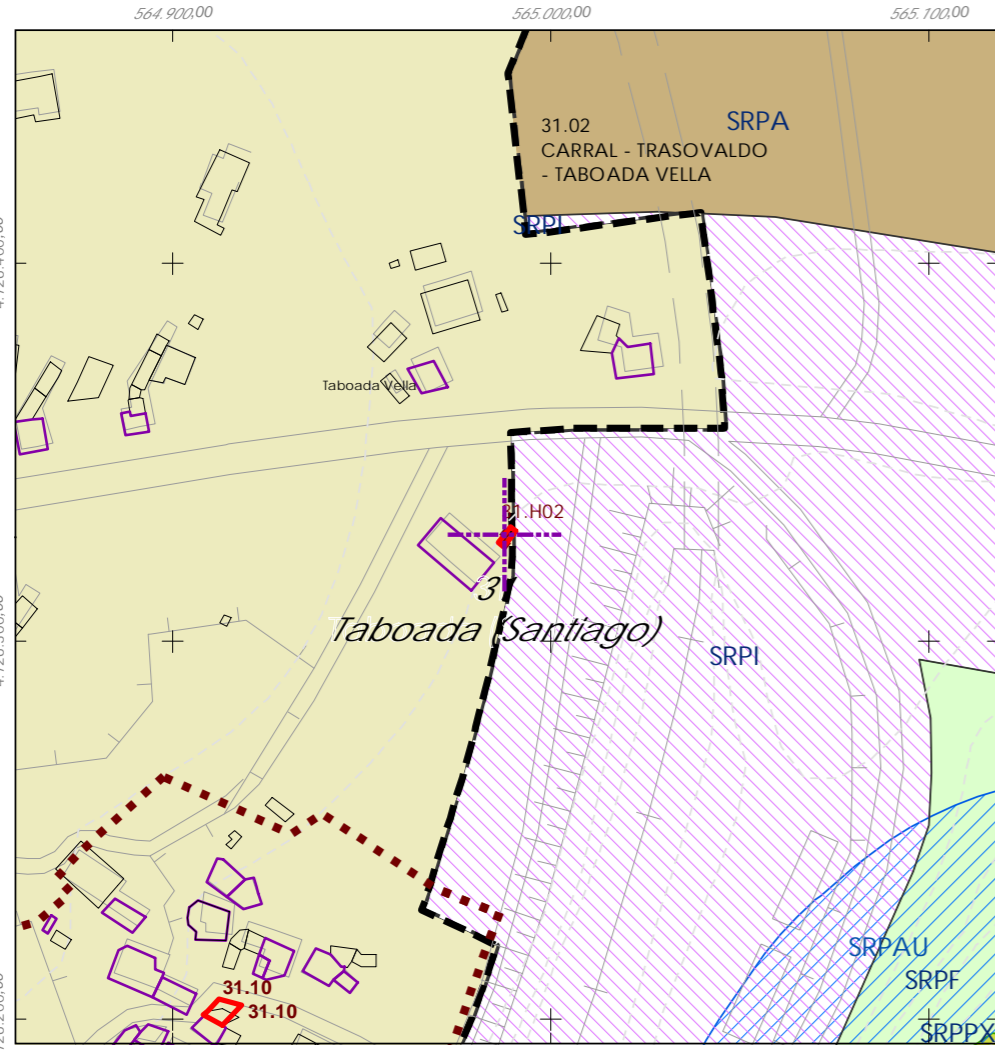 564.900,00
565.000,00
565.100,00
31.02
CARRAL - TRASOVALDO
- TABOADA VELLA
SRPA
SRPI
Taboada Vella
31.H02
Taboada (Santiago)
SRPI
SRPAU
SRPF
31.10
31.10
SRPPX